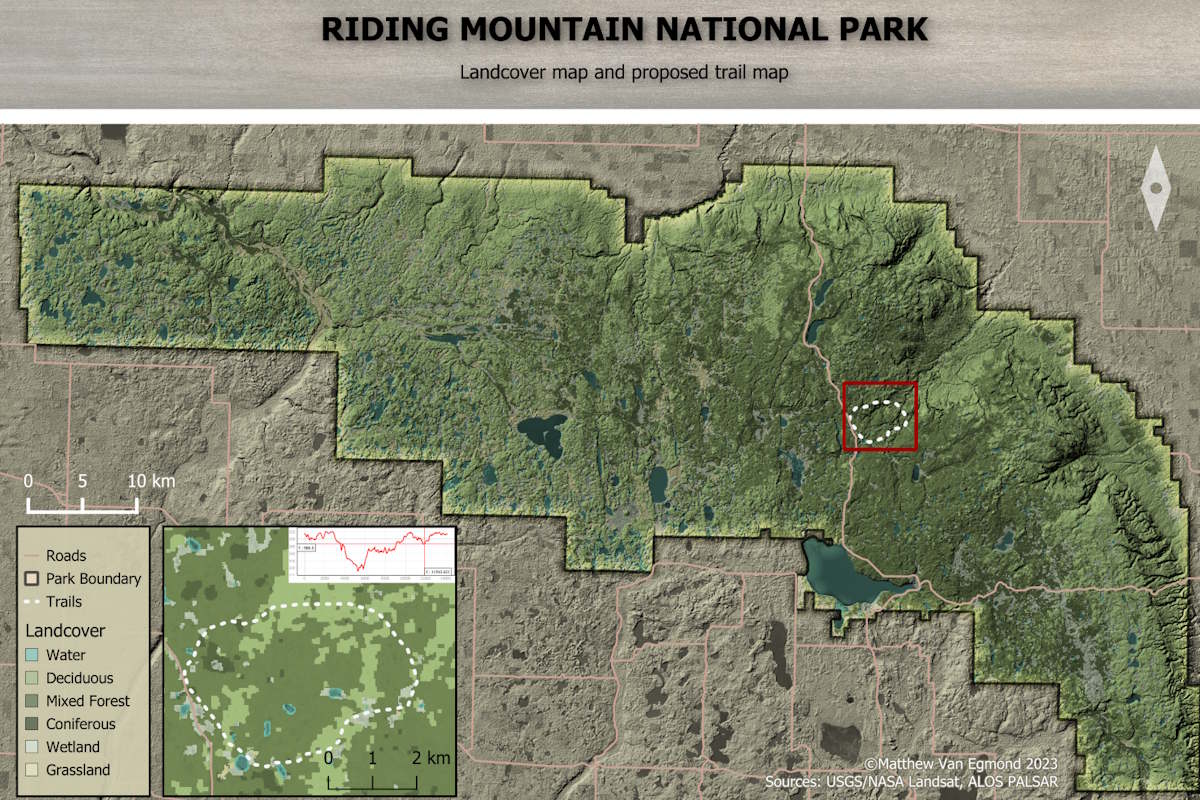 RIDING MOUNTAIN NATIONAL PARK
Landcover map and proposed trail map
0 5 10 km
Roads
Park Boundary
Trails
Landcover
Water
Deciduous
Mixed Forest
Coniferous
Wetland
Grassland
0 1 2 km
©Matthew Van Egmond 2023
Sources: USGS/NASA Landsat, ALOS PALSAR